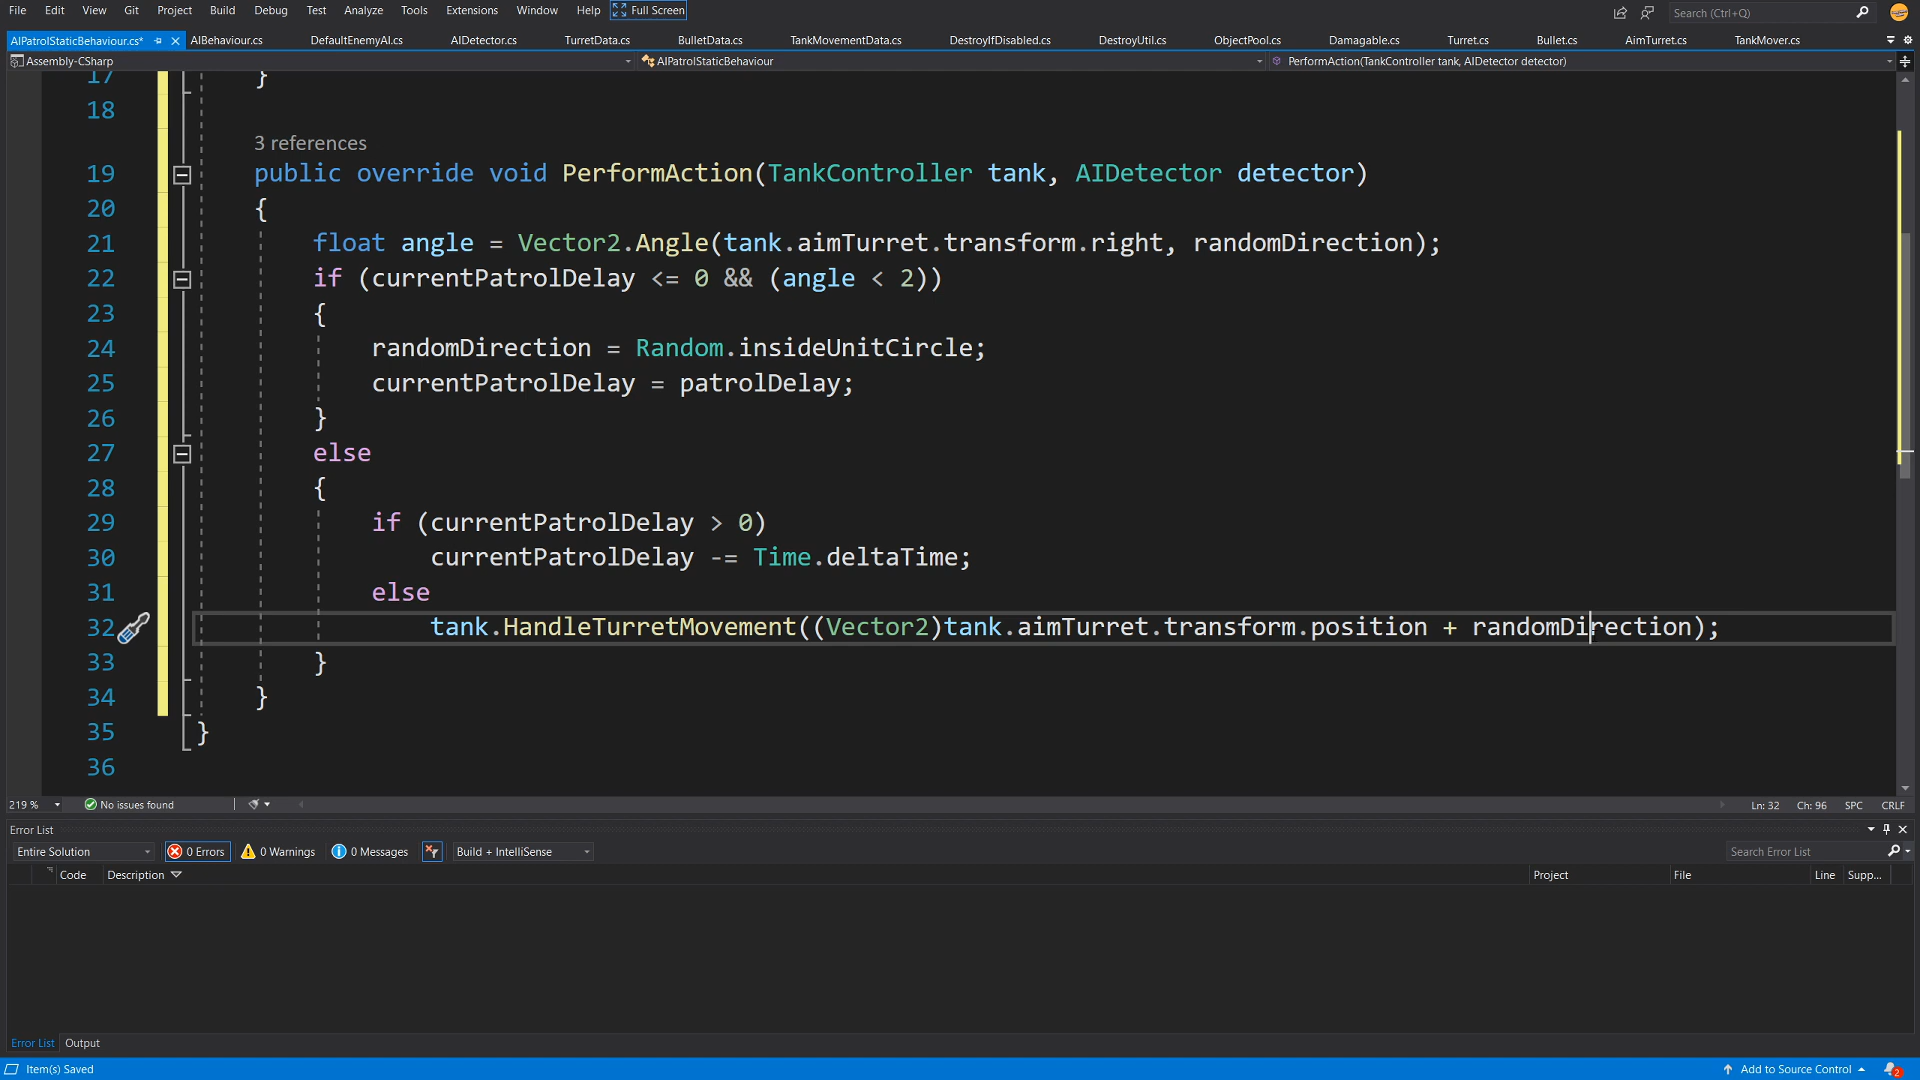 File Edit View Git Project Build Debug Test Analyze Tools Extensions Window Help Full Screen Search (Ctrl+Q)
AIPatrolStaticBehaviour.cs* AIBehaviour.cs DefaultEnemyAI.cs AIDetector.cs TurretData.cs BulletData.cs TankMovementData.cs DestroyIfDisabled.cs DestroyUtil.cs ObjectPool.cs Damagable.cs Turret.cs Bullet.cs AimTurret.cs TankMover.cs
Assembly-CSharp AIPatrolStaticBehaviour PerformAction(TankController tank, AIDetector detector)
17 }
18
3 references
19 public override void PerformAction(TankController tank, AIDetector detector)
20 {
21 float angle = Vector2.Angle(tank.aimTurret.transform.right, randomDirection);
22 if (currentPatrolDelay <= 0 && (angle < 2))
23 {
24 randomDirection = Random.insideUnitCircle;
25 currentPatrolDelay = patrolDelay;
26 }
27 else
28 {
29 if (currentPatrolDelay > 0)
30 currentPatrolDelay -= Time.deltaTime;
31 else
32 tank.HandleTurretMovement((Vector2)tank.aimTurret.transform.position + randomDirection);
33 }
34 }
35 }
36
219 % No issues found Ln: 32 Ch: 96 SPC CRLF
Error List
Entire Solution 0 Errors 0 Warnings 0 Messages Build + IntelliSense Search Error List
Code Description Project File Line Supp...
Error List Output
Item(s) Saved Add to Source Control 2